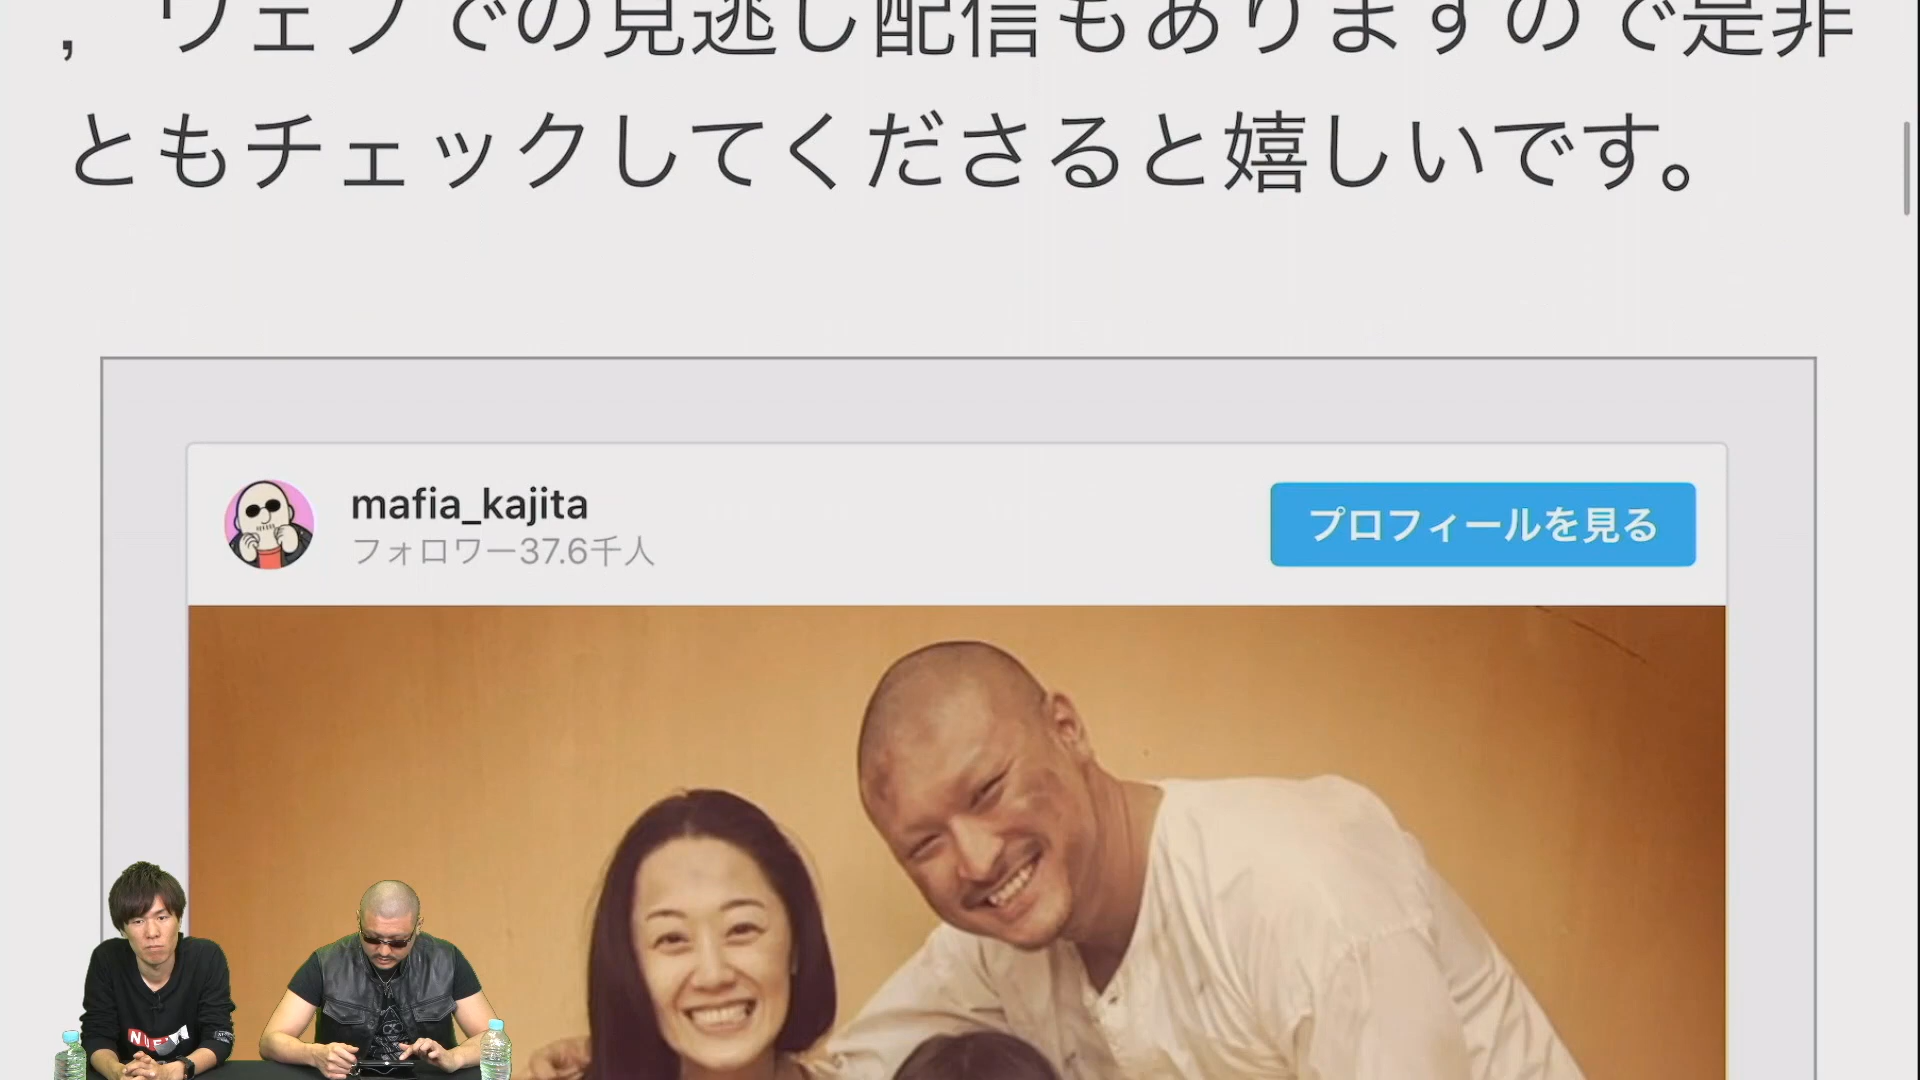 ，ウェブでの見逃し配信もありますので是非
ともチェックしてくださると嬉しいです。
mafia_kajita
フォロワー37.6千人
プロフィールを見る